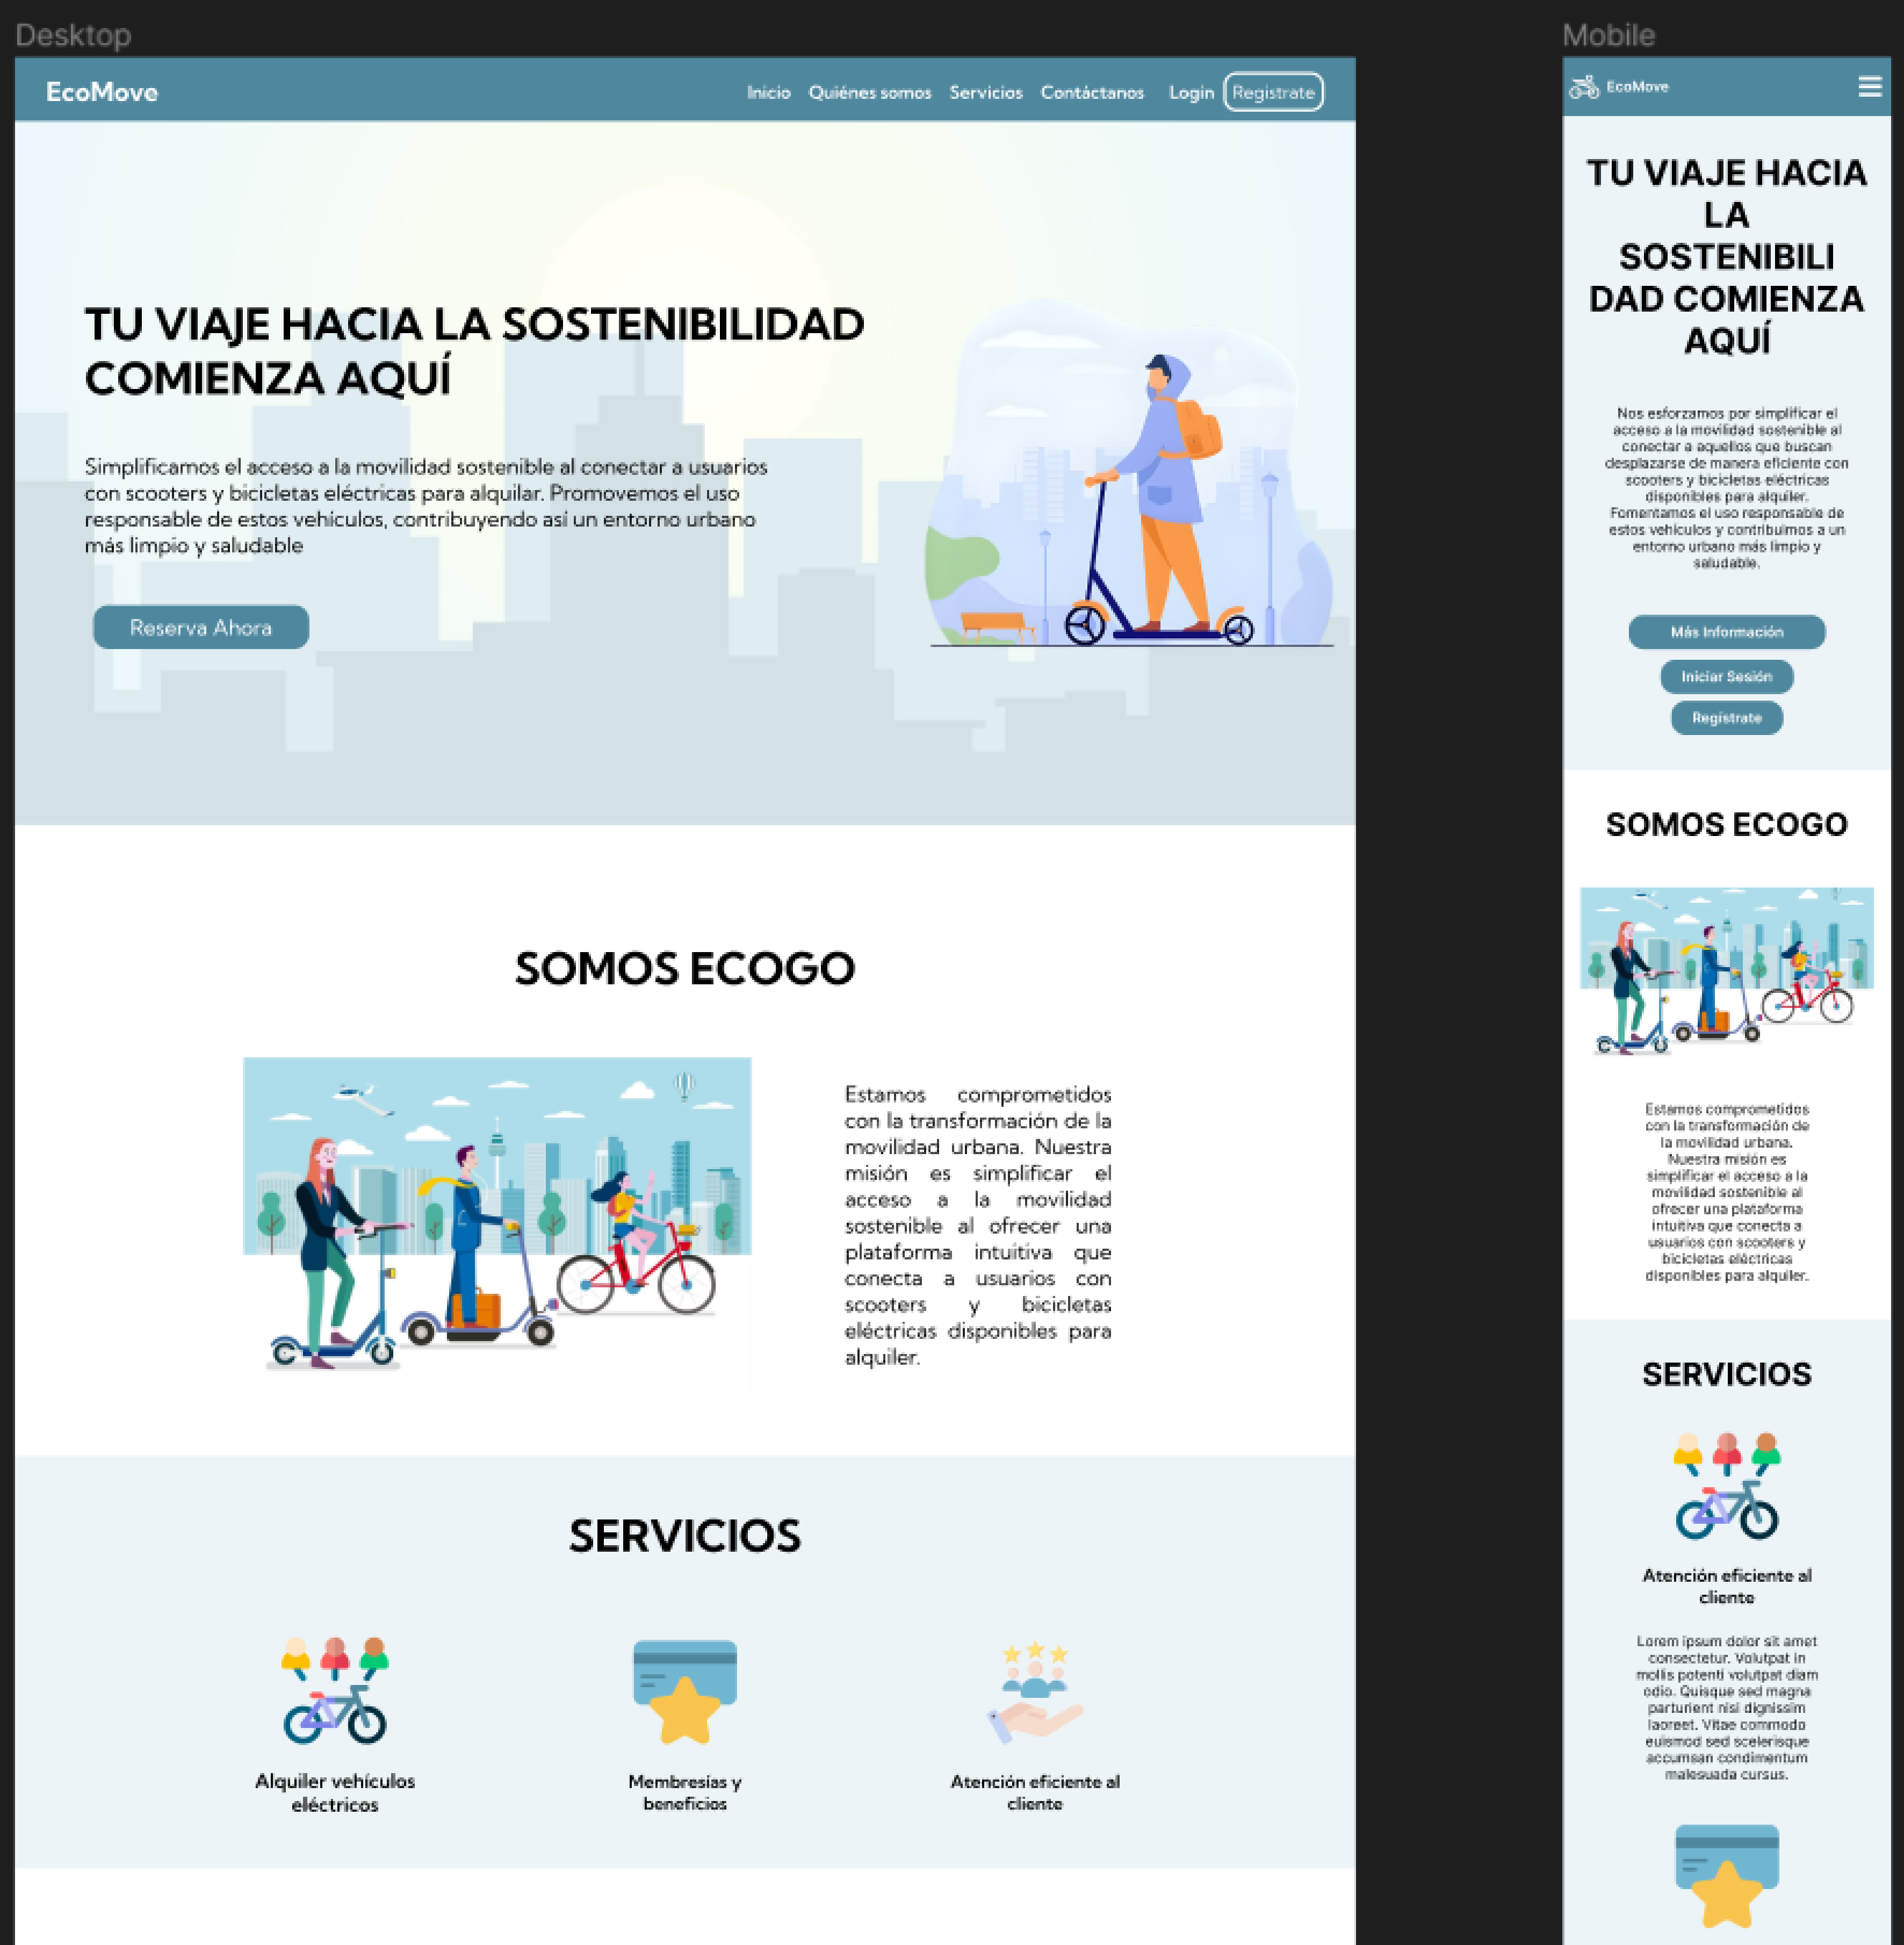 Desktop
EcoMove
Inicio Quiénes somos Servicios Contáctanos Login Registrate
TU VIAJE HACIA LA SOSTENIBILIDAD
COMIENZA AQUÍ
Simplificamos el acceso a la movilidad sostenible al conectar a usuarios
con scooters y bicicletas eléctricas para alquilar. Promovemos el uso
responsable de estos vehículos, contribuyendo así un entorno urbano
más limpio y saludable
Reserva Ahora
SOMOS ECOGO
Estamos comprometidos
con la transformación de la
movilidad urbana. Nuestra
misión es simplificar el
acceso a la movilidad
sostenible al ofrecer una
plataforma intuitiva que
conecta a usuarios con
scooters y bicicletas
eléctricas disponibles para
alquiler.
SERVICIOS
Alquiler vehículos
eléctricos
Membresías y
beneficios
Atención eficiente al
cliente
Mobile
EcoMove
TU VIAJE HACIA
LA
SOSTENIBILI
DAD COMIENZA
AQUÍ
Nos esforzamos por simplificar el
acceso a la movilidad sostenible al
conectar a aquellos que buscan
desplazarse de manera eficiente con
scooters y bicicletas eléctricas
disponibles para alquiler.
Fomentamos el uso responsable de
estos vehículos y contribuimos a un
entorno urbano más limpio y
saludable.
Más Información
Iniciar Sesión
Registrate
SOMOS ECOGO
Estamos comprometidos
con la transformación de
la movilidad urbana.
Nuestra misión es
simplificar el acceso a la
movilidad sostenible al
ofrecer una plataforma
intuitiva que conecta a
usuarios con scooters y
bicicletas eléctricas
disponibles para alquiler.
SERVICIOS
Atención eficiente al
cliente
Lorem ipsum dolor sit amet
consectetur. Volutpat in
mollis potenti volutpat diam
odio. Quisque sed magna
parturient nisi dignissim
laoreet. Vitae commodo
euismod sed scelerisque
accumsan condimentum
malesuada cursus.